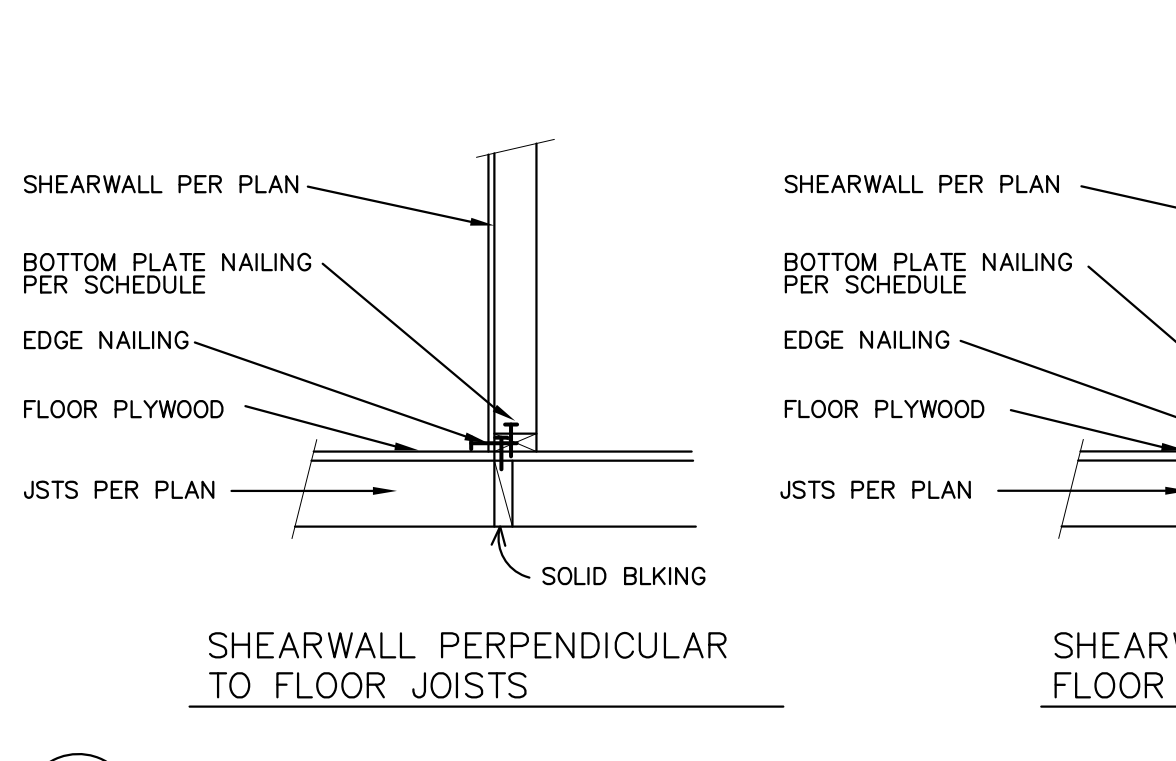 SHEARWALL PER PLAN
BOTTOM PLATE NAILING
PER SCHEDULE
EDGE NAILING
FLOOR PLYWOOD
JSTS PER PLAN
SOLID BLKING
SHEARWALL PERPENDICULAR
TO FLOOR JOISTS
SHEARWALL PER PLAN
BOTTOM PLATE NAILING
PER SCHEDULE
EDGE NAILING
FLOOR PLYWOOD
JSTS PER PLAN
FLOOR